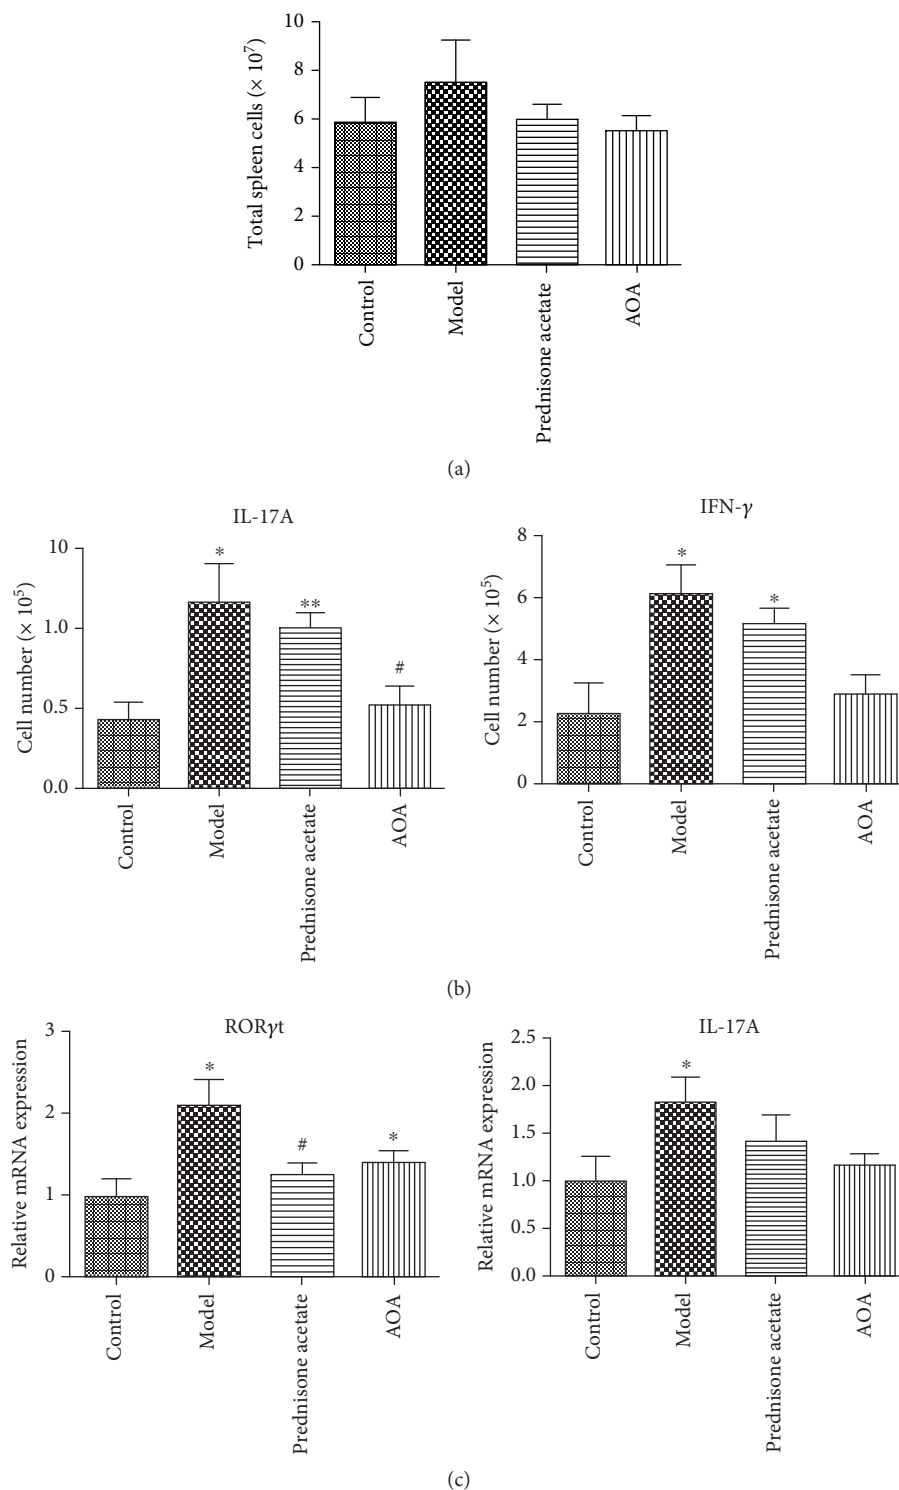 10
8
6
4
2
0
Total spleen cells (× 10⁷)
Control
Model
Prednisone acetate
AOA
(a)
IL-17A
10
1.0
0.5
0.0
Cell number (× 10⁵)
*
**
#
Control
Model
Prednisone acetate
AOA
IFN-γ
8
6
4
2
0
Cell number (× 10⁵)
*
*
Control
Model
Prednisone acetate
AOA
(b)
RORγt
3
2
1
0
Relative mRNA expression
*
#
*
Control
Model
Prednisone acetate
AOA
IL-17A
2.5
2.0
1.5
1.0
0.5
0.0
Relative mRNA expression
*
Control
Model
Prednisone acetate
AOA
(c)